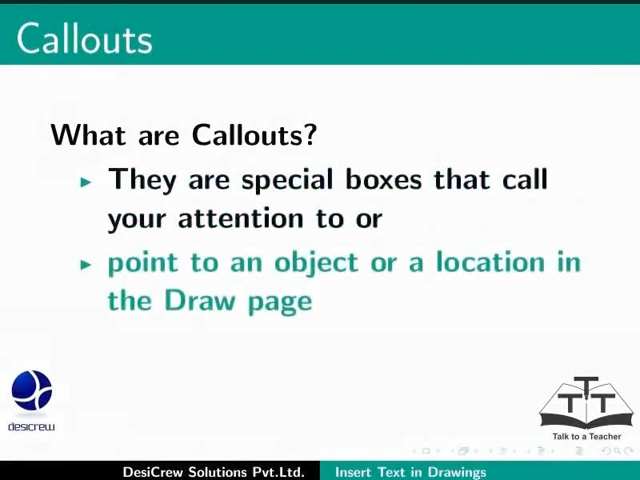 Callouts
What are Callouts?
They are special boxes that call
your attention to or
point to an object or a location in
the Draw page
desicrew
TTT
Talk to a Teacher
DesiCrew Solutions Pvt.Ltd. Insert Text in Drawings